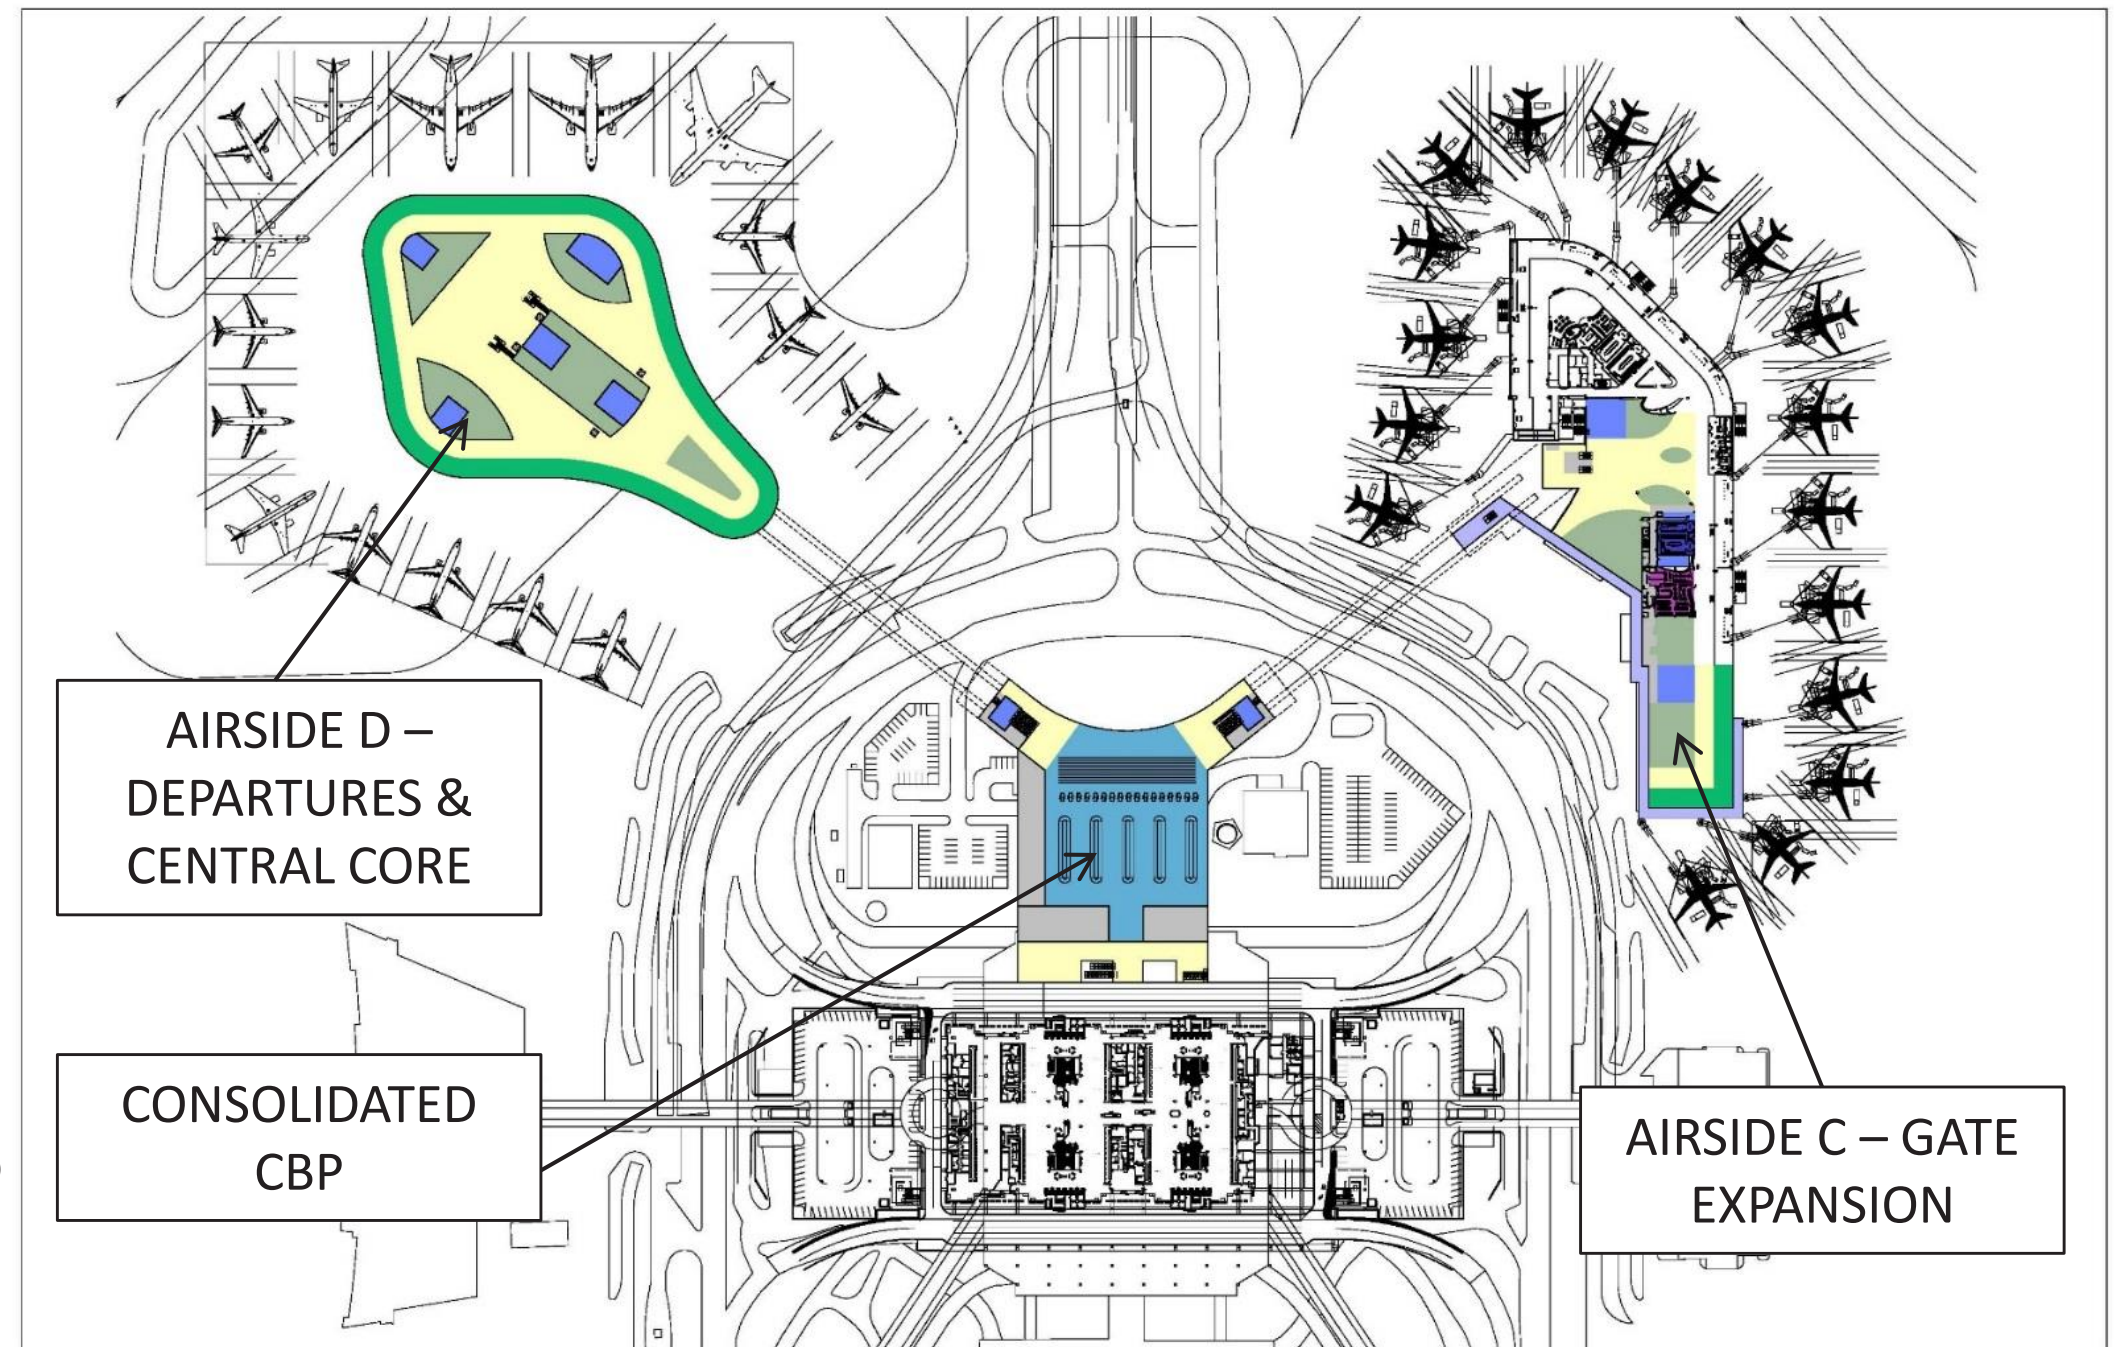 AIRSIDE D –
DEPARTURES &
CENTRAL CORE
CONSOLIDATED
CBP
AIRSIDE C – GATE
EXPANSION